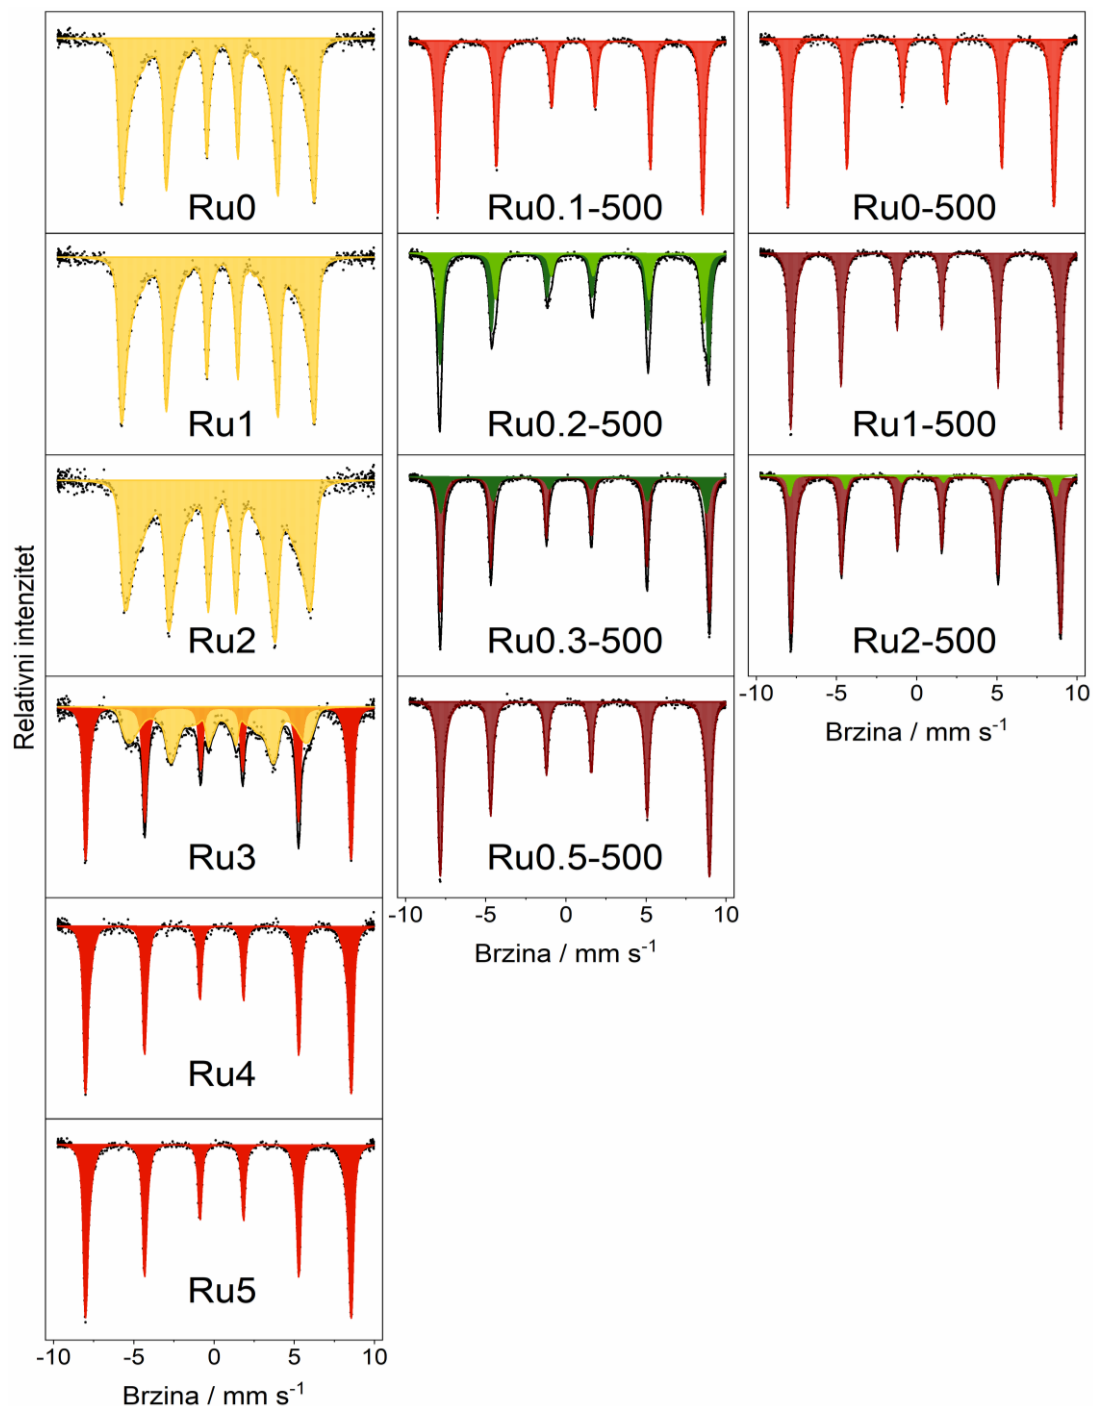 Relativni intenzitet
Ru0
Ru1
Ru2
Ru3
Ru4
Ru5
-10 -5 0 5 10
Brzina / mm s⁻¹
Ru0.1-500
Ru0.2-500
Ru0.3-500
Ru0.5-500
-10 -5 0 5 10
Brzina / mm s⁻¹
Ru0-500
Ru1-500
Ru2-500
-10 -5 0 5 10
Brzina / mm s⁻¹